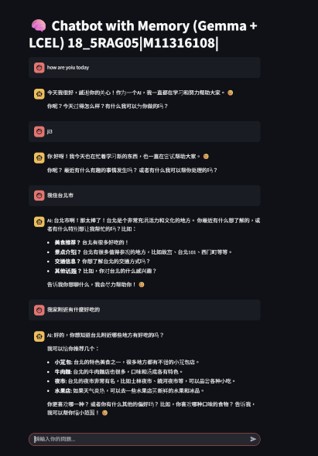 🧠 Chatbot with Memory (Gemma +
LCEL) 18_5RAG05|M11316108|
how are you today
今天我很好，感谢你的关心！作为一个AI，我一直都在学习和努力帮助大家。 😊
你呢？今天过得怎么样？有什么我可以为你做的吗？
ji3
你好呀！我今天也在忙着学习新的东西，也一直在尝试帮助大家。 😊
你呢？最近有什么有趣的事情发生吗？ 或者有什么我可以帮你处理的吗？
我住台北市
AI: 台北市啊！那太棒了！台北是个非常充满活力和文化的地方。 你最近有什么想了解的，或
者有什么特别想让我帮忙的吗？比如：
• 美食推荐？ 台北有很多好吃的！
• 景点介绍？ 台北有很多值得参观的地方，比如故宫、台北101、西门町等等。
• 交通信息？ 你想了解台北的交通方式吗？
• 其他话题？ 比如，你对台北的什么感兴趣？
告诉我你想聊什么，我会尽力帮助你！ 😊
我家附近有什麼好吃的
AI: 好的，你想知道台北附近哪些地方有好吃的吗？
我可以给你推荐几个：
• 小笼包: 台北的特色美食之一，很多地方都有不错的小笼包店。
• 牛肉麵: 台北的牛肉麵店也很多，口味和汤底各有特色。
• 夜市: 台北的夜市非常有名，比如士林夜市、饶河夜市等，可以品尝各种小吃。
• 水果店: 如果天气炎热，可以去一些水果店买新鲜的水果和冰品。
你更喜欢哪一种？ 或者你有什么其他的偏好吗？ 比如，你喜欢哪种口味的食物？ 告诉我，
我可以帮你缩小范围！ 😊
請輸入你的問題...